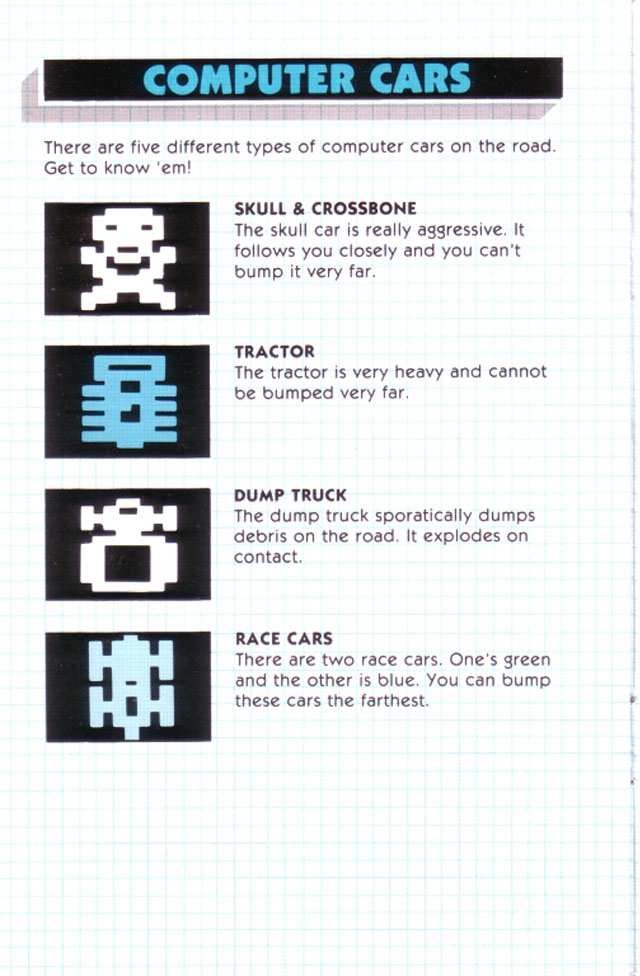 COMPUTER CARS
There are five different types of computer cars on the road.
Get to know 'em!
SKULL & CROSSBONE
The skull car is really aggressive. It
follows you closely and you can't
bump it very far.
TRACTOR
The tractor is very heavy and cannot
be bumped very far.
DUMP TRUCK
The dump truck sporatically dumps
debris on the road. It explodes on
contact.
RACE CARS
There are two race cars. One's green
and the other is blue. You can bump
these cars the farthest.